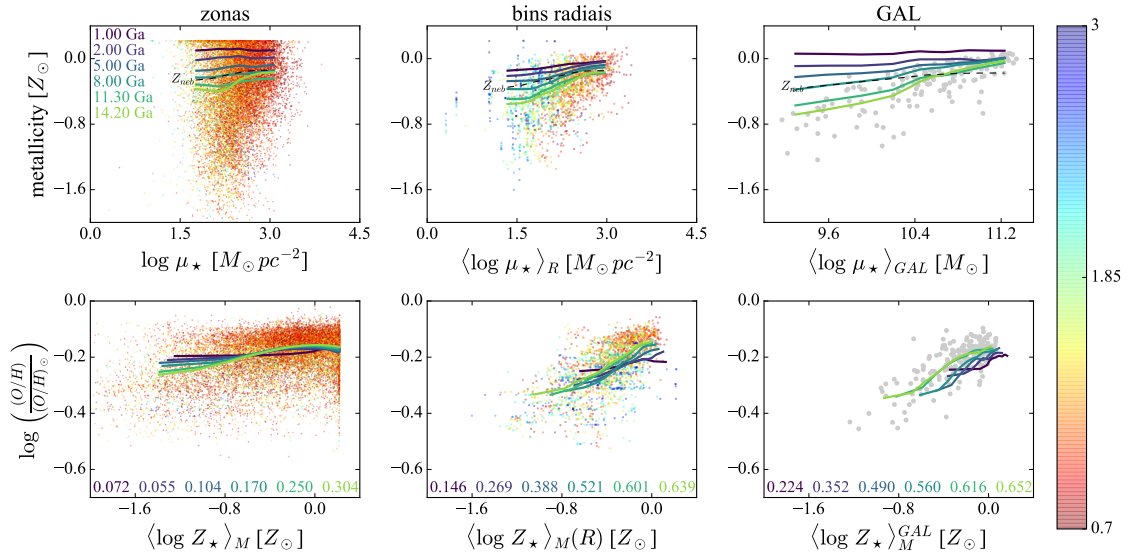 zonas
bins radiais
GAL
metallicity [Z⊙]
0.0
−0.8
−1.6
1.00 Ga
2.00 Ga
5.00 Ga
8.00 Ga
11.30 Ga
14.20 Ga
Z_neb
0.0 1.5 3.0 4.5
log μ⋆ [M⊙ pc⁻²]
0.0
−0.8
−1.6
Z_neb
0.0 1.5 3.0 4.5
⟨log μ⋆⟩_R [M⊙ pc⁻²]
0.0
−0.8
−1.6
Z_neb
9.6 10.4 11.2
⟨log μ⋆⟩_GAL [M⊙]
log ((O/H)/(O/H)⊙)
0.0
−0.2
−0.4
−0.6
0.072 0.055 0.104 0.170 0.250 0.304
−1.6 −0.8 0.0
⟨log Z⋆⟩_M [Z⊙]
0.0
−0.2
−0.4
−0.6
0.146 0.269 0.388 0.521 0.601 0.639
−1.6 −0.8 0.0
⟨log Z⋆⟩_M(R) [Z⊙]
0.0
−0.2
−0.4
−0.6
0.224 0.352 0.490 0.560 0.616 0.652
−1.6 −0.8 0.0
⟨log Z⋆⟩_M^GAL [Z⊙]
3
1.85
0.7